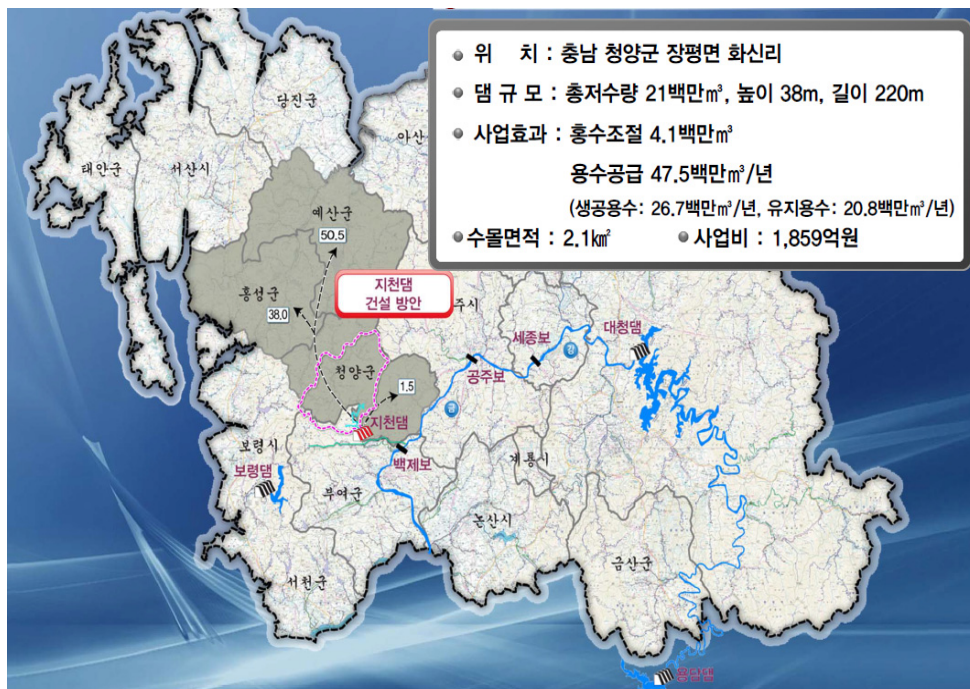 위 치 : 충남 청양군 장평면 화신리
댐 규 모 : 총저수량 21백만㎥, 높이 38m, 길이 220m
사업효과 : 홍수조절 4.1백만㎥
용수공급 47.5백만㎥/년
(생공용수 : 26.7백만㎥/년, 유지용수 : 20.8백만㎥/년)
수몰면적 : 2.1㎢
사업비 : 1,859억원
당진군
아산
태안군
서산시
예산군
50.5
지천댐
건설 방안
홍성군
38.0
주시
세종보
대청댐
강
공주보
청양군
1.5
금
지천댐
보령시
백제보
계룡시
보령댐
부여군
논산시
서천군
금산군
용담댐